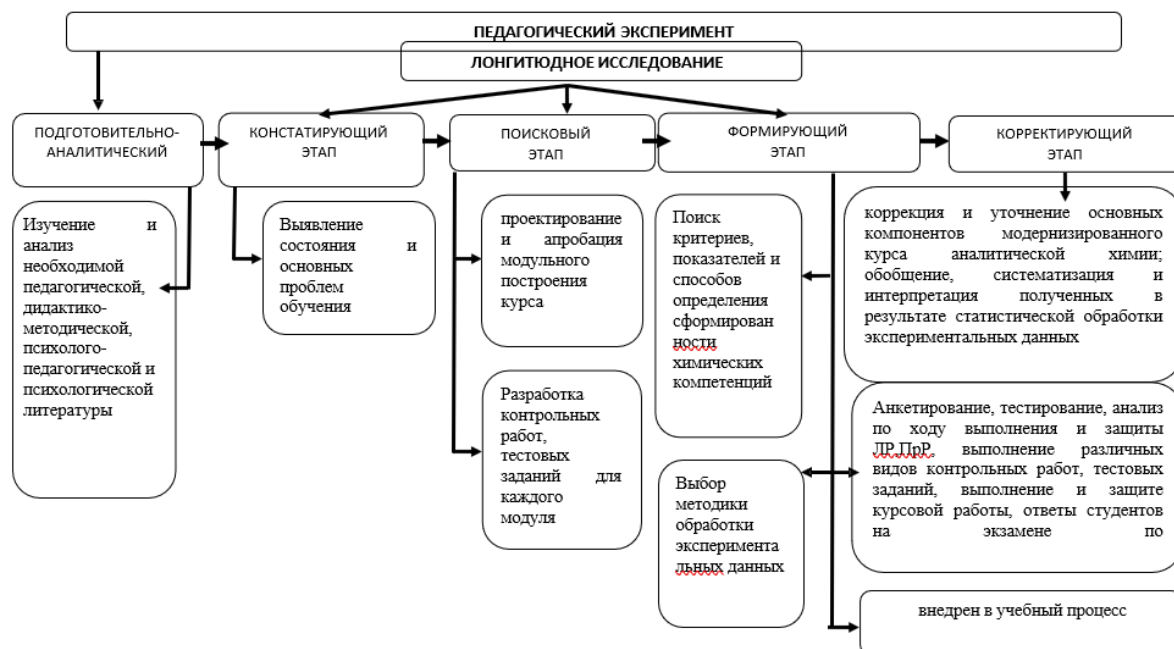 ПЕДАГОГИЧЕСКИЙ ЭКСПЕРИМЕНТ
ЛОНГИТЮДНОЕ ИССЛЕДОВАНИЕ
ПОДГОТОВИТЕЛЬНО-
АНАЛИТИЧЕСКИЙ
КОНСТАТИРУЮЩИЙ
ЭТАП
ПОИСКОВЫЙ
ЭТАП
ФОРМИРУЮЩИЙ
ЭТАП
КОРРЕКТИРУЮЩИЙ
ЭТАП
Изучение и
анализ
необходимой
педагогической,
дидактико-
методической,
психолого-
педагогической и
психологической
литературы
Выявление
состояния и
основных
проблем
обучения
проектирование
и апробация
модульного
построения
курса
Разработка
контрольных
работ,
тестовых
заданий для
каждого
модуля
Поиск
критериев,
показателей и
способов
определения
сформирован
ности
химических
компетенций
Выбор
методики
обработки
эксперимента
льных данных
коррекция и уточнение основных
компонентов модернизированного
курса аналитической химии;
обобщение, систематизация и
интерпретация полученных в
результате статистической обработки
экспериментальных данных
Анкетирование, тестирование, анализ
по ходу выполнения и защиты
ЛР,ПрР, выполнение различных
видов контрольных работ, тестовых
заданий, выполнение и защите
курсовой работы, ответы студентов
на экзамене по
внедрен в учебный процесс